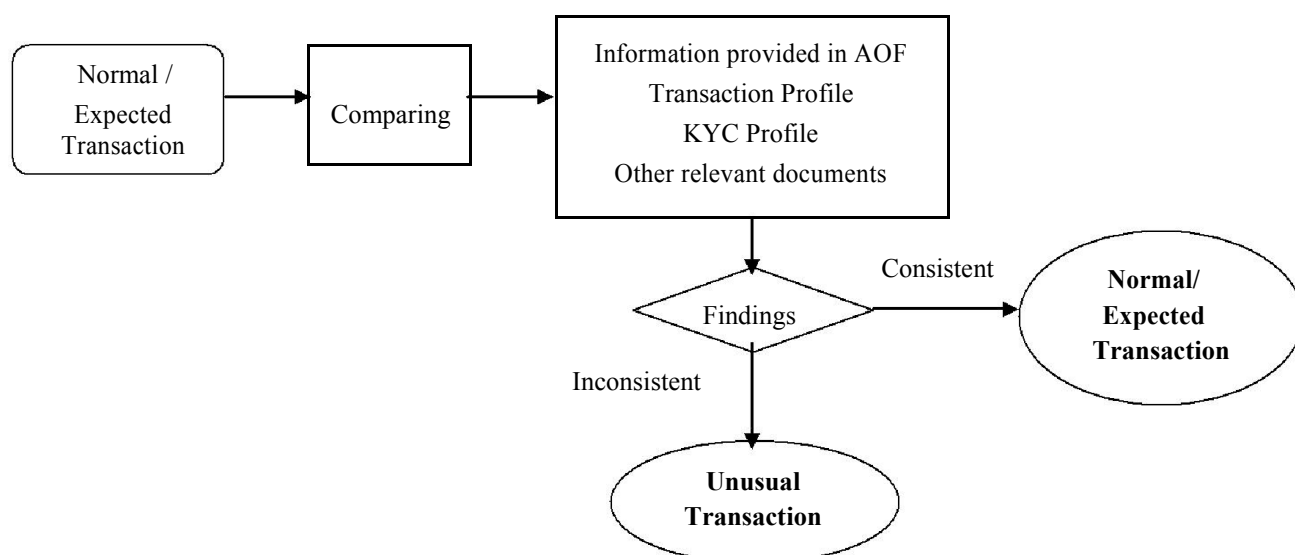 Normal /
Expected
Transaction
Comparing
Information provided in AOF
Transaction Profile
KYC Profile
Other relevant documents
Findings
Consistent
Normal/
Expected
Transaction
Inconsistent
Unusual
Transaction